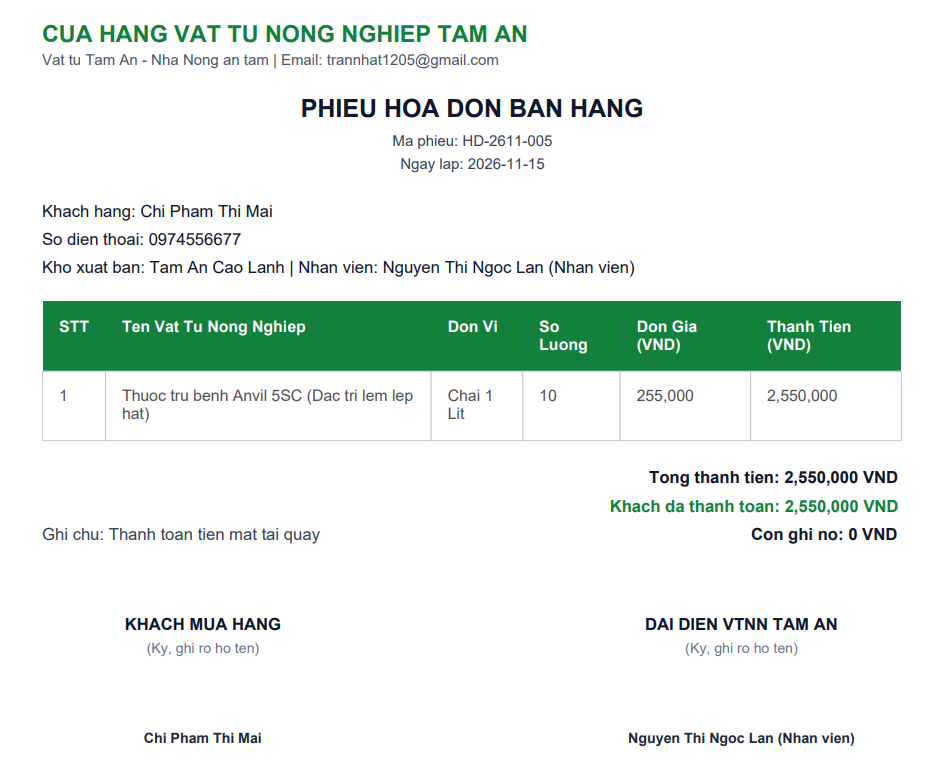 CUA HANG VAT TU NONG NGHIEP TAM AN
Vat tu Tam An - Nha Nong an tam | Email: trannhat1205@gmail.com
PHIEU HOA DON BAN HANG
Ma phieu: HD-2611-005
Ngay lap: 2026-11-15
Khach hang: Chi Pham Thi Mai
So dien thoai: 0974556677
Kho xuat ban: Tam An Cao Lanh | Nhan vien: Nguyen Thi Ngoc Lan (Nhan vien)
STT Ten Vat Tu Nong Nghiep Don Vi So Luong Don Gia (VND) Thanh Tien (VND)
1 Thuoc tru benh Anvil 5SC (Dac tri lem lep hat) Chai 1 Lit 10 255,000 2,550,000
Tong thanh tien: 2,550,000 VND
Khach da thanh toan: 2,550,000 VND
Ghi chu: Thanh toan tien mat tai quay Con ghi no: 0 VND
KHACH MUA HANG DAI DIEN VTNN TAM AN
(Ky, ghi ro ho ten) (Ky, ghi ro ho ten)
Chi Pham Thi Mai Nguyen Thi Ngoc Lan (Nhan vien)